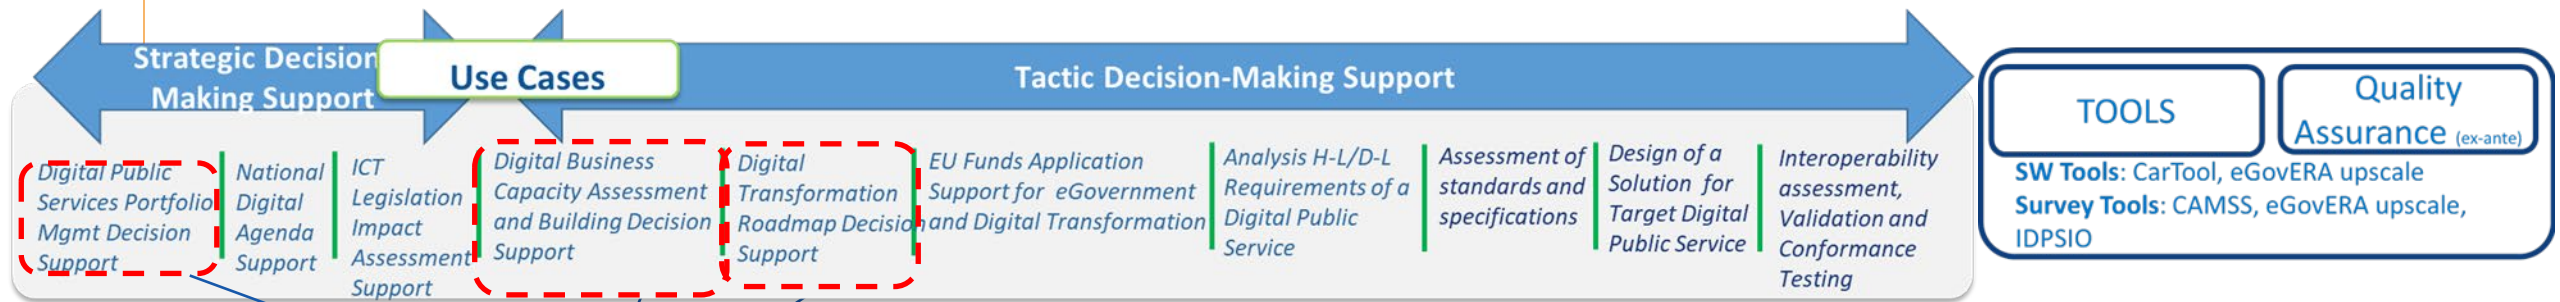 Strategic Decision
Making Support
Use Cases
Tactic Decision-Making Support
Digital Public
Services Portfolio
Mgmt Decision
Support
National
Digital
Agenda
Support
ICT
Legislation
Impact
Assessment
Support
Digital Business
Capacity Assessment
and Building Decision
Support
Digital
Transformation
Roadmap Decision
Support
EU Funds Application
Support for eGovernment
and Digital Transformation
Analysis H-L/D-L
Requirements of a
Digital Public
Service
Assessment of
standards and
specifications
Design of a
Solution for
Target Digital
Public Service
Interoperability
assessment,
Validation and
Conformance
Testing
TOOLS
Quality
Assurance (ex-ante)
SW Tools: CarTool, eGovERA upscale
Survey Tools: CAMSS, eGovERA upscale,
IDPSIO